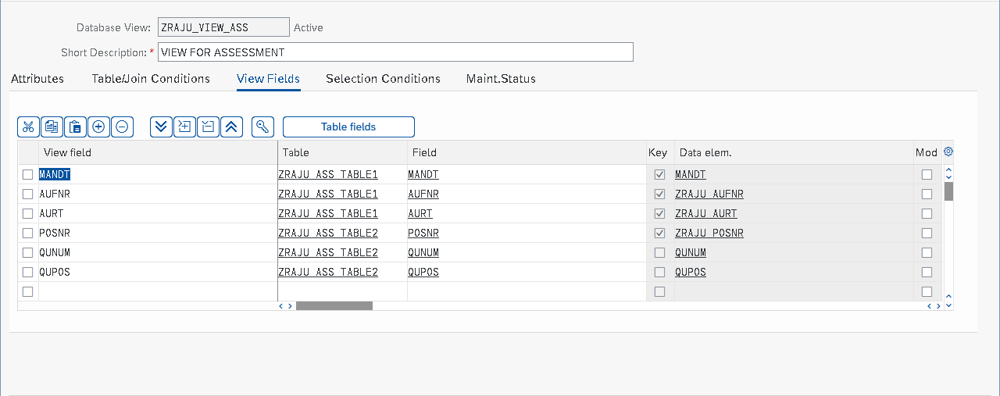 Database View: ZRAJU_VIEW_ASS Active
Short Description: * VIEW FOR ASSESSMENT
Attributes Table/Join Conditions View Fields Selection Conditions Maint.Status
Table fields
View field Table Field Key Data elem. Mod
MANDT ZRAJU_ASS_TABLE1 MANDT MANDT
AUFNR ZRAJU_ASS_TABLE1 AUFNR ZRAJU_AUFNR
AURT ZRAJU_ASS_TABLE1 AURT ZRAJU_AURT
POSNR ZRAJU_ASS_TABLE2 POSNR ZRAJU_POSNR
QUNUM ZRAJU_ASS_TABLE2 QUNUM QUNUM
QUPOS ZRAJU_ASS_TABLE2 QUPOS QUPOS